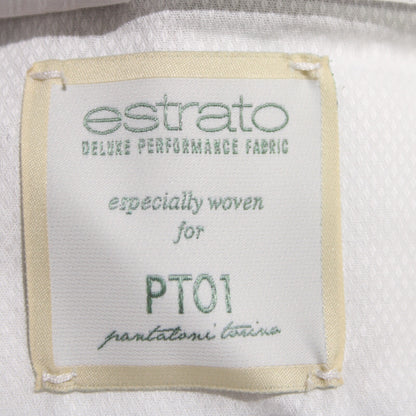 estrato
DELUXE PERFORMANCE FABRIC
especially woven
for
PT01
pantaloni torino